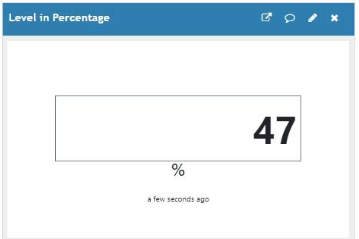 Level in Percentage
47
%
a few seconds ago